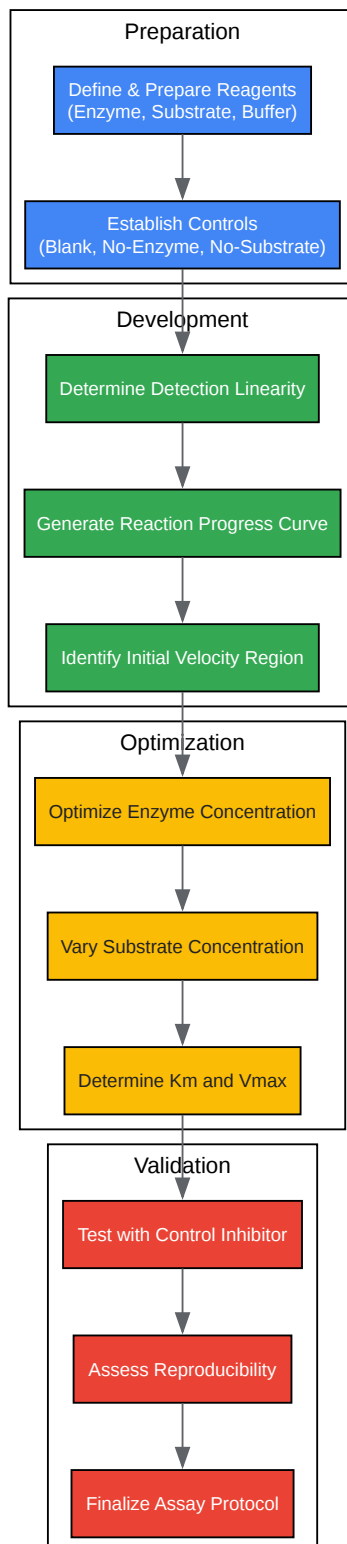 Preparation
Define & Prepare Reagents
(Enzyme, Substrate, Buffer)
Establish Controls
(Blank, No-Enzyme, No-Substrate)
Development
Determine Detection Linearity
Generate Reaction Progress Curve
Identify Initial Velocity Region
Optimization
Optimize Enzyme Concentration
Vary Substrate Concentration
Determine Km and Vmax
Validation
Test with Control Inhibitor
Assess Reproducibility
Finalize Assay Protocol